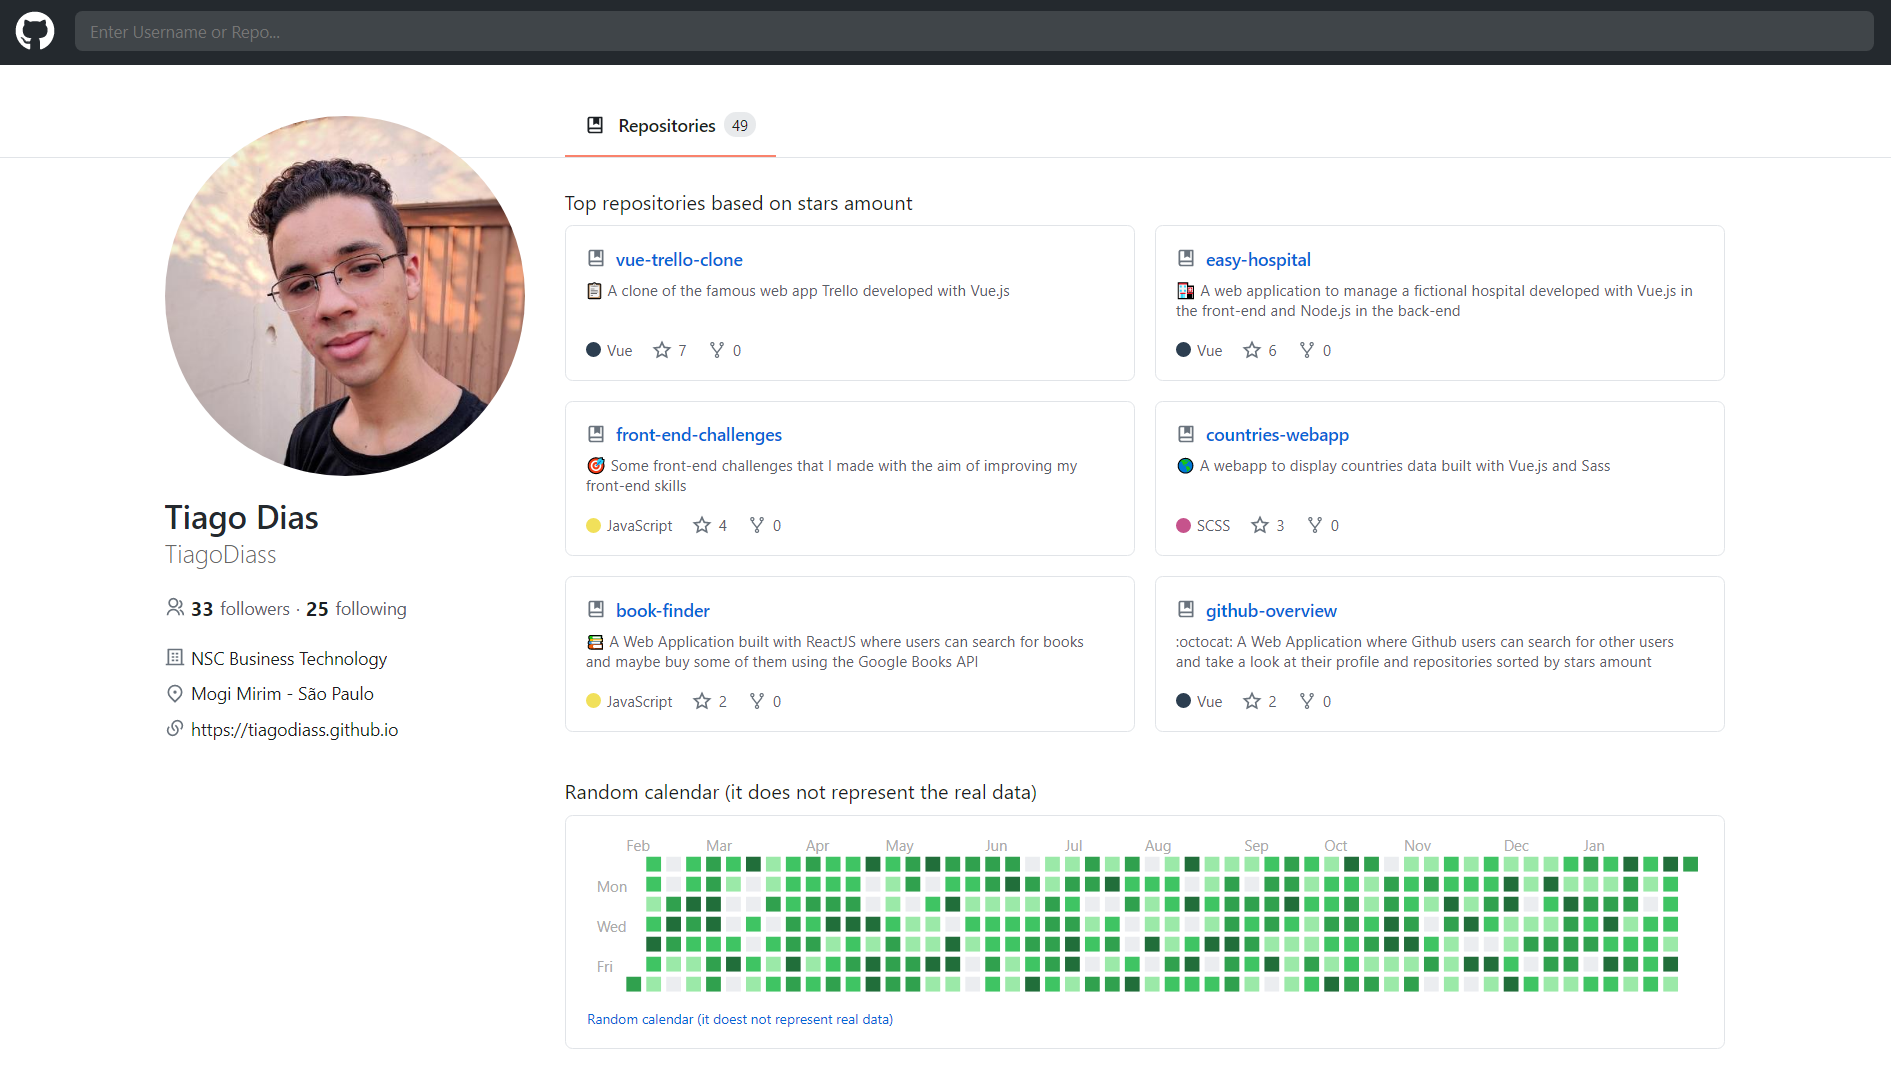 Enter Username or Repo...
Repositories 49
Tiago Dias
TiagoDiass
33 followers · 25 following
NSC Business Technology
Mogi Mirim - São Paulo
https://tiagodiass.github.io
Top repositories based on stars amount
vue-trello-clone
📋 A clone of the famous web app Trello developed with Vue.js
Vue 7 0
easy-hospital
🏥 A web application to manage a fictional hospital developed with Vue.js in
the front-end and Node.js in the back-end
Vue 6 0
front-end-challenges
🎯 Some front-end challenges that I made with the aim of improving my
front-end skills
JavaScript 4 0
countries-webapp
🌎 A webapp to display countries data built with Vue.js and Sass
SCSS 3 0
book-finder
📚 A Web Application built with ReactJS where users can search for books
and maybe buy some of them using the Google Books API
JavaScript 2 0
github-overview
:octocat: A Web Application where Github users can search for other users
and take a look at their profile and repositories sorted by stars amount
Vue 2 0
Random calendar (it does not represent the real data)
Feb Mar Apr May Jun Jul Aug Sep Oct Nov Dec Jan
Mon
Wed
Fri
Random calendar (it doest not represent real data)